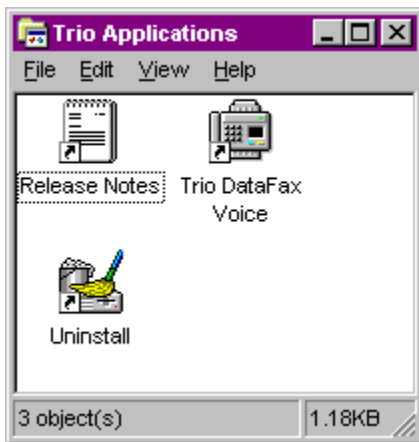 Trio Applications
File Edit View Help
Release Notes Trio DataFax
Voice
Uninstall
3 object(s) 1.18KB